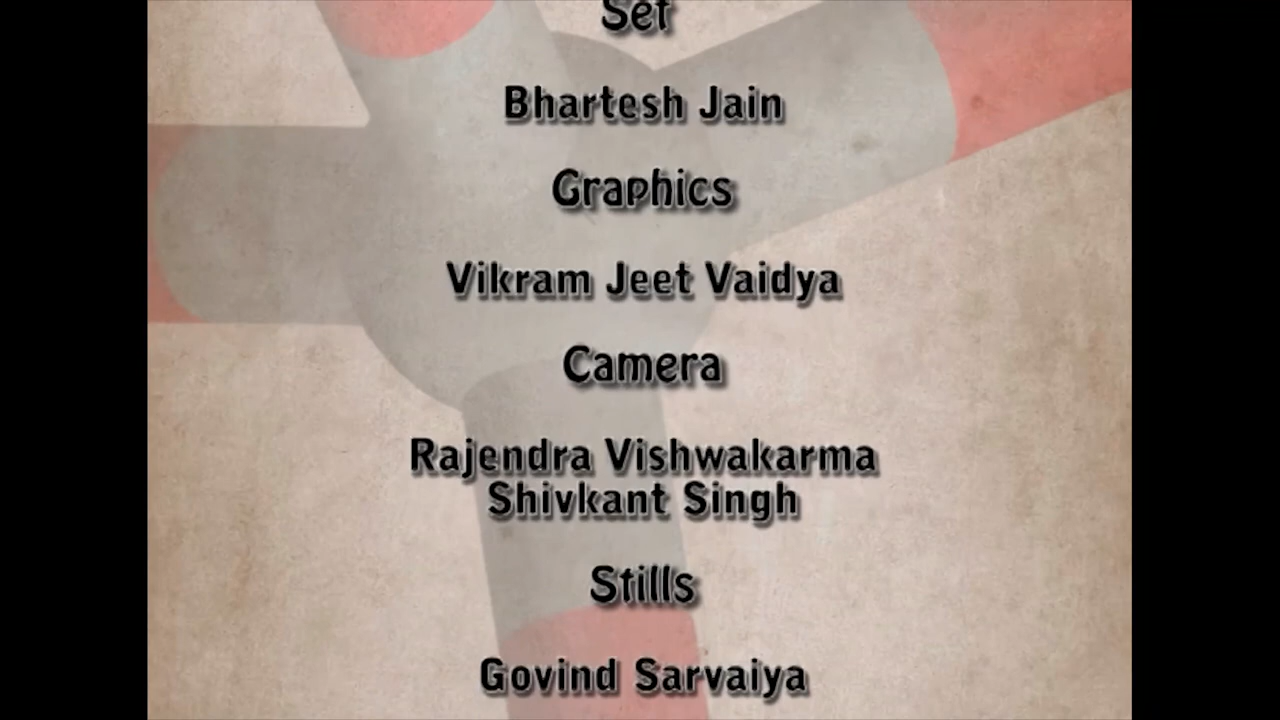 Set
Bhartesh Jain
Graphics
Vikram Jeet Vaidya
Camera
Rajendra Vishwakarma
Shivkant Singh
Stills
Govind Sarvaiya